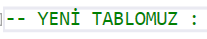 -- YENİ TABLOMUZ :